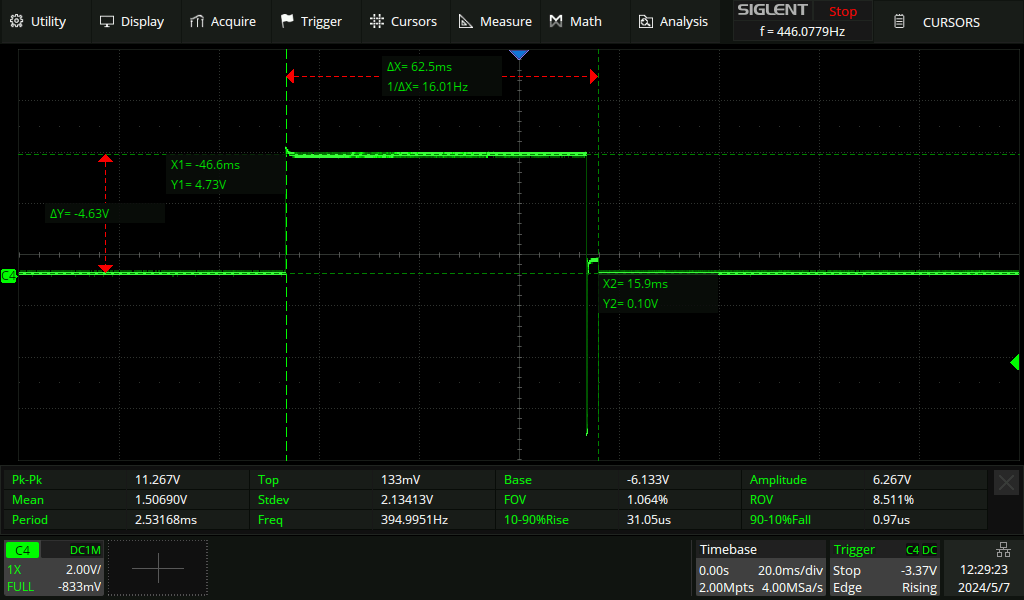 Utility Display Acquire Trigger Cursors Measure Math Analysis SIGLENT Stop CURSORS
f = 446.0779Hz
ΔX= 62.5ms
1/ΔX= 16.01Hz
X1= -46.6ms
Y1= 4.73V
ΔY= -4.63V
C4
X2= 15.9ms
Y2= 0.10V
Pk-Pk 11.267V Top 133mV Base -6.133V Amplitude 6.267V
Mean 1.50690V Stdev 2.13413V FOV 1.064% ROV 8.511%
Period 2.53168ms Freq 394.9951Hz 10-90%Rise 31.05us 90-10%Fall 0.97us
C4 DC1M Timebase Trigger C4 DC
1X 2.00V/ 0.00s 20.0ms/div Stop -3.37V 12:29:23
FULL -833mV 2.00Mpts 4.00MSa/s Edge Rising 2024/5/7